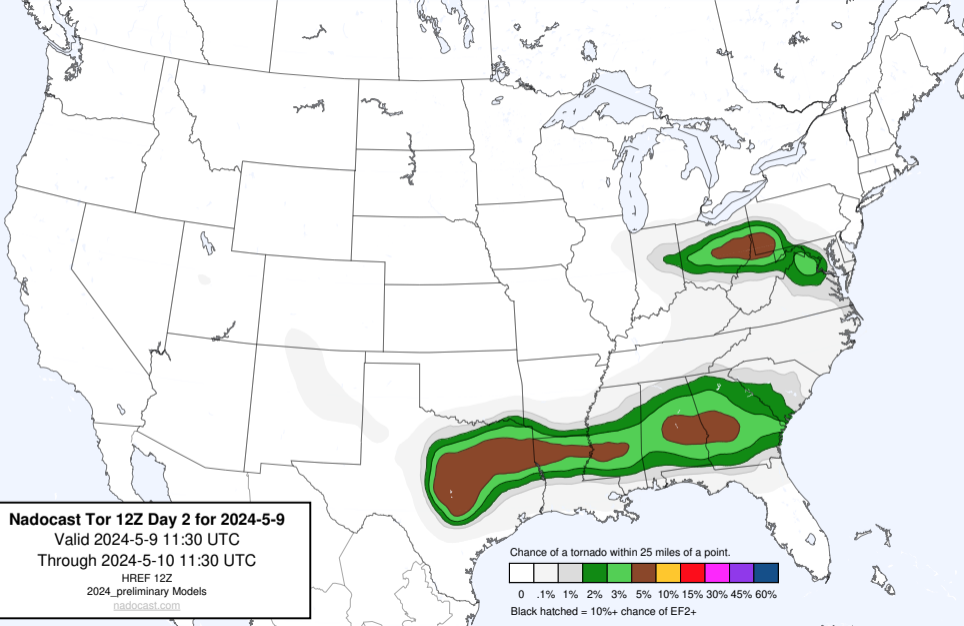 Nadocast Tor 12Z Day 2 for 2024-5-9
Valid 2024-5-9 11:30 UTC
Through 2024-5-10 11:30 UTC
HREF 12Z
2024_preliminary Models
nadocast.com
Chance of a tornado within 25 miles of a point.
0 .1% 1% 2% 3% 5% 10% 15% 30% 45% 60%
Black hatched = 10%+ chance of EF2+